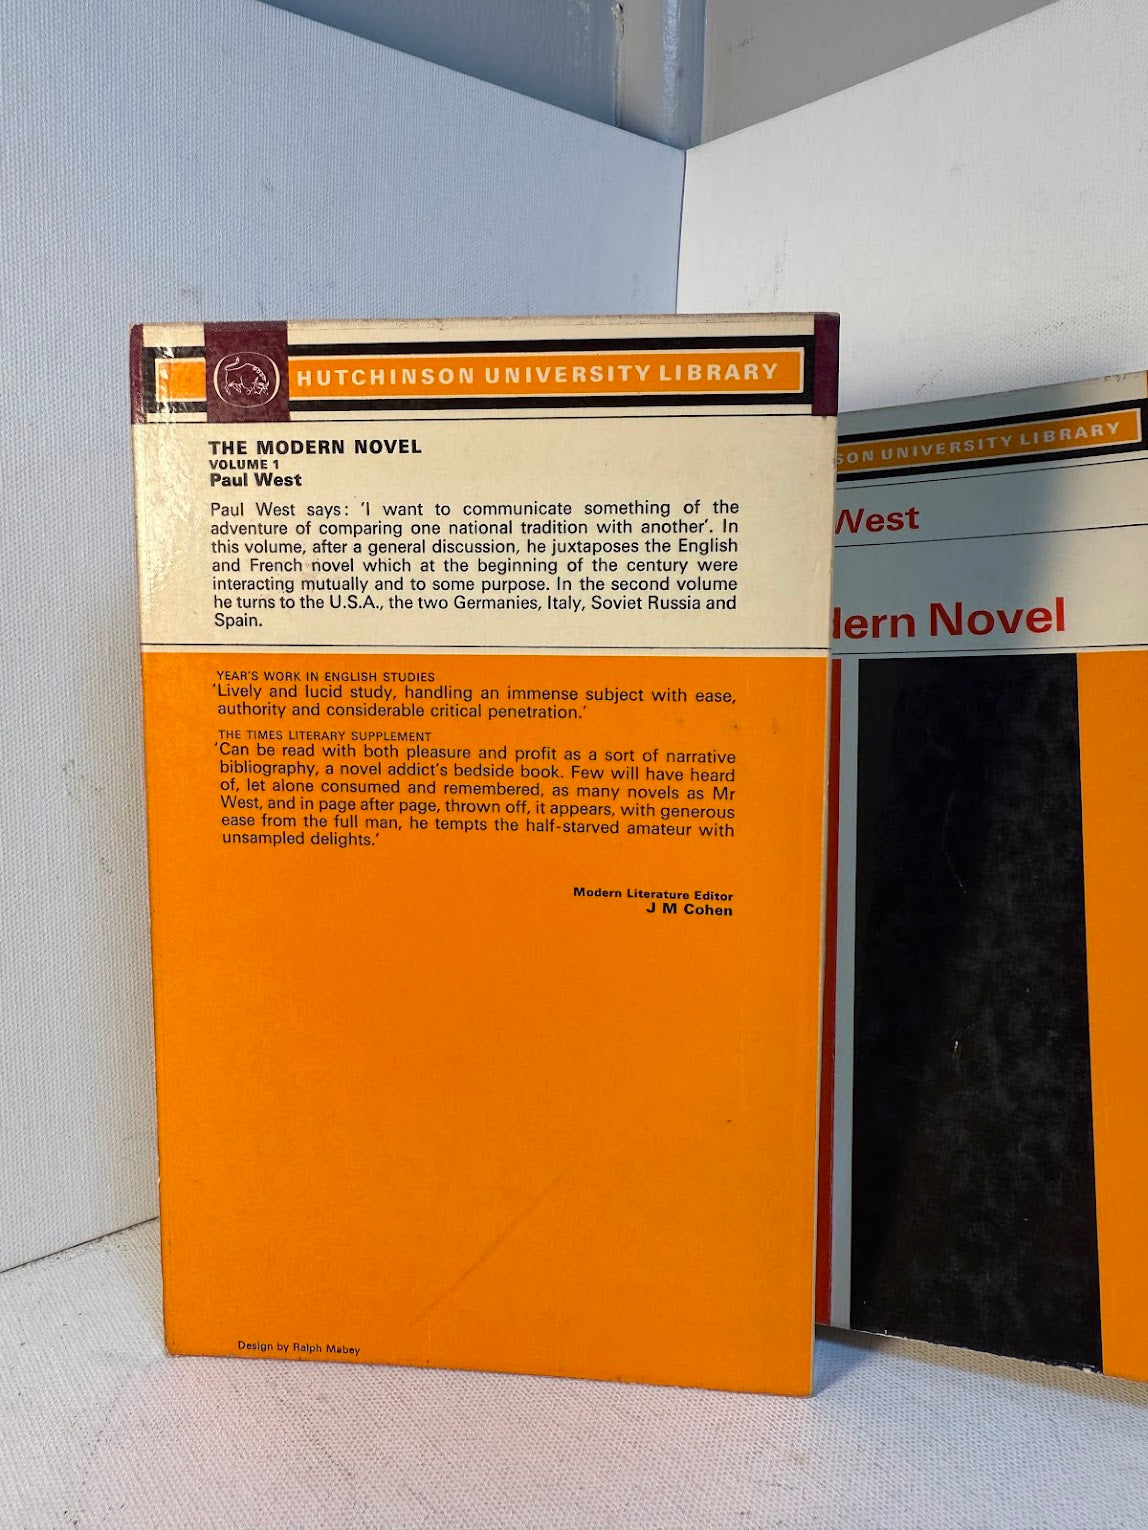 HUTCHINSON UNIVERSITY LIBRARY
THE MODERN NOVEL
VOLUME 1
Paul West
Paul West says: 'I want to communicate something of the
adventure of comparing one national tradition with another'. In
this volume, after a general discussion, he juxtaposes the English
and French novel which at the beginning of the century were
interacting mutually and to some purpose. In the second volume
he turns to the U.S.A., the two Germanies, Italy, Soviet Russia and
Spain.
YEAR'S WORK IN ENGLISH STUDIES
'Lively and lucid study, handling an immense subject with ease,
authority and considerable critical penetration.'
THE TIMES LITERARY SUPPLEMENT
'Can be read with both pleasure and profit as a sort of narrative
bibliography, a novel addict's bedside book. Few will have heard
of, let alone consumed and remembered, as many novels as Mr
West, and in page after page, thrown off, it appears, with generous
ease from the full man, he tempts the half-starved amateur with
unsampled delights.'
Modern Literature Editor
J M Cohen
Design by Ralph Mabey
SON UNIVERSITY LIBRARY
West
dern Novel